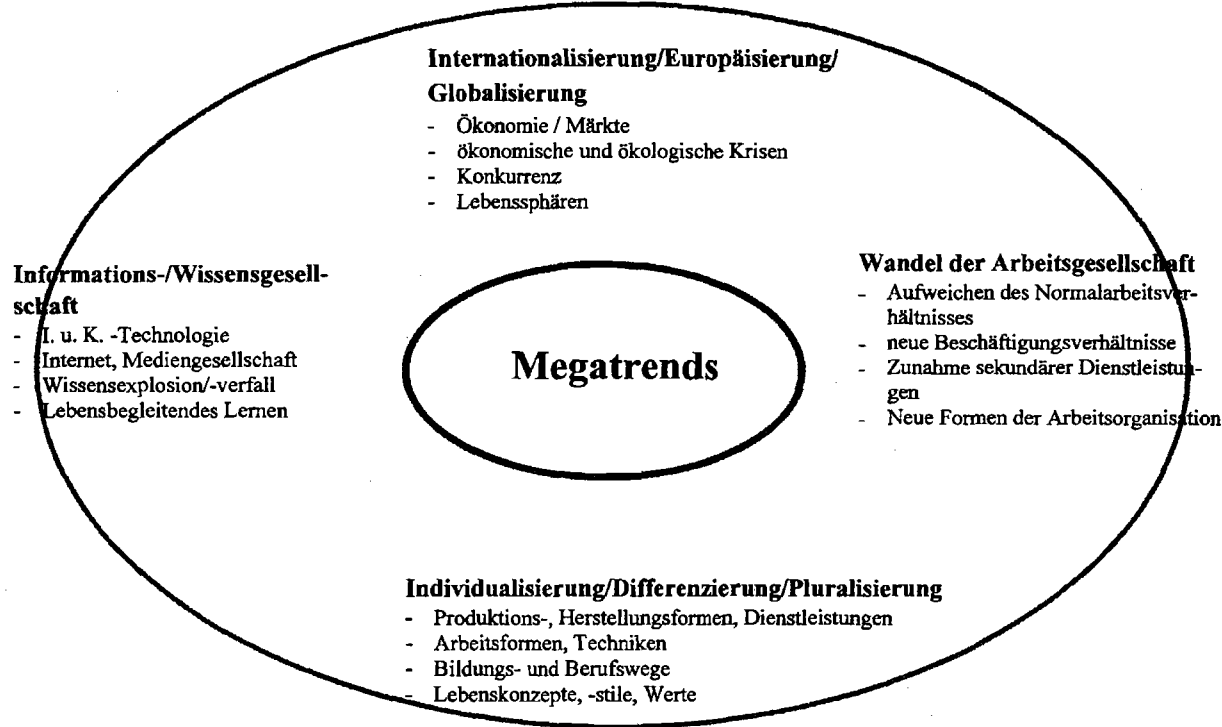 Internationalisierung/Europäisierung/
Globalisierung
- Ökonomie / Märkte
- ökonomische und ökologische Krisen
- Konkurrenz
- Lebenssphären
Informations-/Wissensgesell-
schaft
- I. u. K. -Technologie
- Internet, Mediengesellschaft
- Wissensexplosion/-verfall
- Lebensbegleitendes Lernen
Megatrends
Wandel der Arbeitsgesellschaft
- Aufweichen des Normalarbeitsver-
hältnisses
- neue Beschäftigungsverhältnisse
- Zunahme sekundärer Dienstleistun-
gen
- Neue Formen der Arbeitsorganisation
Individualisierung/Differenzierung/Pluralisierung
- Produktions-, Herstellungsformen, Dienstleistungen
- Arbeitsformen, Techniken
- Bildungs- und Berufswege
- Lebenskonzepte, -stile, Werte